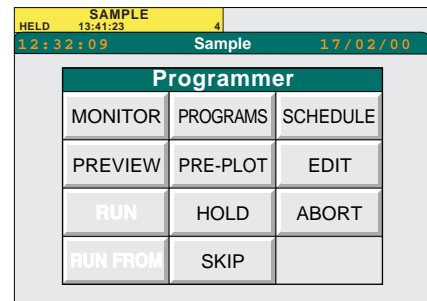 SAMPLE
HELD 13:41:23 4
12:32:09 Sample 17/02/00
Programmer
MONITOR PROGRAMS SCHEDULE
PREVIEW PRE-PLOT EDIT
RUN HOLD ABORT
RUN FROM SKIP